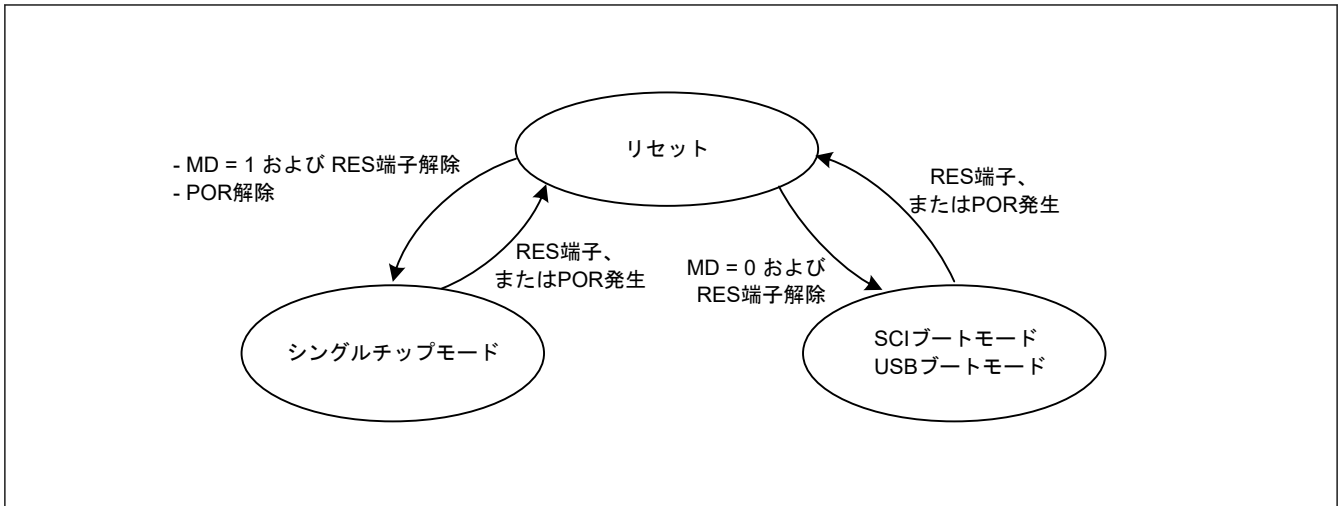 リセット
- MD = 1 および RES端子解除
- POR解除
RES端子、
またはPOR発生
RES端子、
またはPOR発生
MD = 0 および
RES端子解除
シングルチップモード
SCIブートモード
USBブートモード